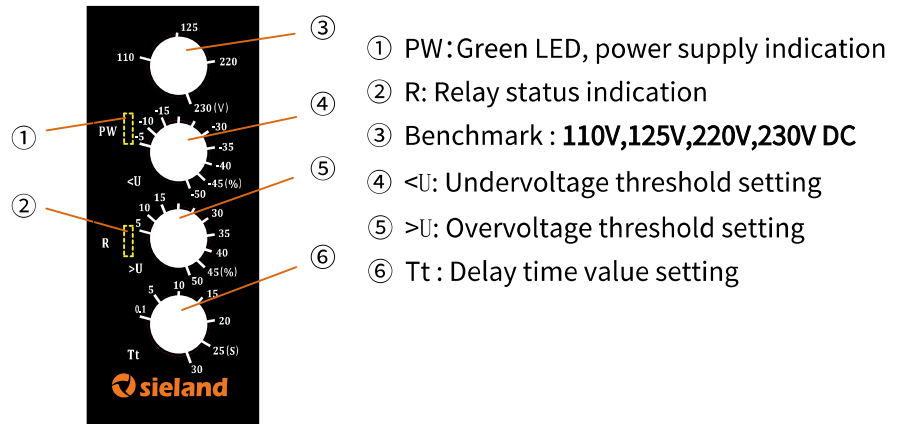 125
110
220
230(V)
③
① PW:Green LED, power supply indication
② R: Relay status indication
③ Benchmark : 110V,125V,220V,230V DC
④ <U: Undervoltage threshold setting
⑤ >U: Overvoltage threshold setting
⑥ Tt : Delay time value setting
①
PW
-5
-10
-15
-30
-35
-40
-45(%)
-50
<U
④
②
R
5
10
15
30
35
40
45(%)
50
>U
⑤
0.1
5
10
15
20
25(S)
30
Tt
⑥
sieland